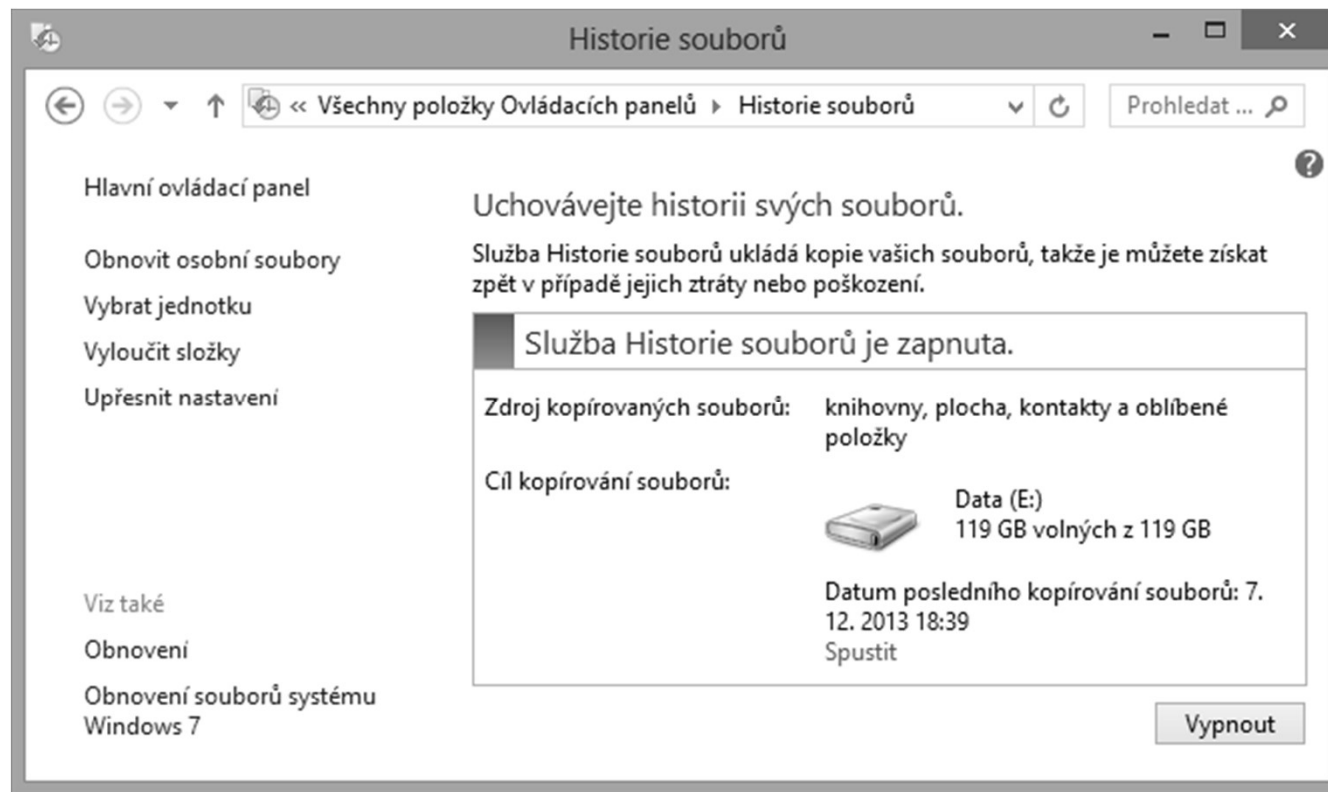 Historie souborů
« Všechny položky Ovládacích panelů ▸ Historie souborů
Prohledat ...
Hlavní ovládací panel
Obnovit osobní soubory
Vybrat jednotku
Vyloučit složky
Upřesnit nastavení
Viz také
Obnovení
Obnovení souborů systému
Windows 7
Uchovávejte historii svých souborů.
Služba Historie souborů ukládá kopie vašich souborů, takže je můžete získat
zpět v případě jejich ztráty nebo poškození.
Služba Historie souborů je zapnuta.
Zdroj kopírovaných souborů: knihovny, plocha, kontakty a oblíbené
položky
Cíl kopírování souborů:
Data (E:)
119 GB volných z 119 GB
Datum posledního kopírování souborů: 7.
12. 2013 18:39
Spustit
Vypnout